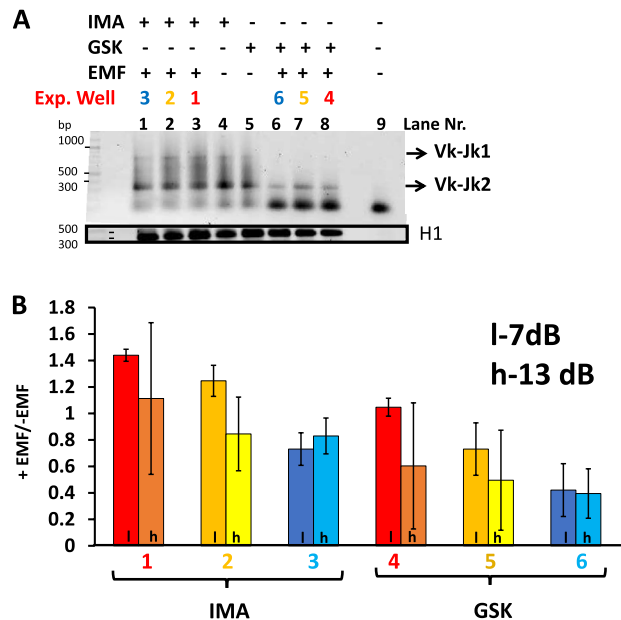 A
IMA + + + + - - - - -
GSK - - - - + + + + -
EMF + + + - - + + + -
Exp. Well 3 2 1 6 5 4
bp 1 2 3 4 5 6 7 8 9 Lane Nr.
1000
Vk-Jk1
500
300
Vk-Jk2
500
300
H1
B
1.8
1.6
1.4
1.2
1
0.8
0.6
0.4
0.2
0
+ EMF/-EMF
l-7dB
h-13 dB
l h l h l h l h l h l h
1 2 3 4 5 6
IMA GSK